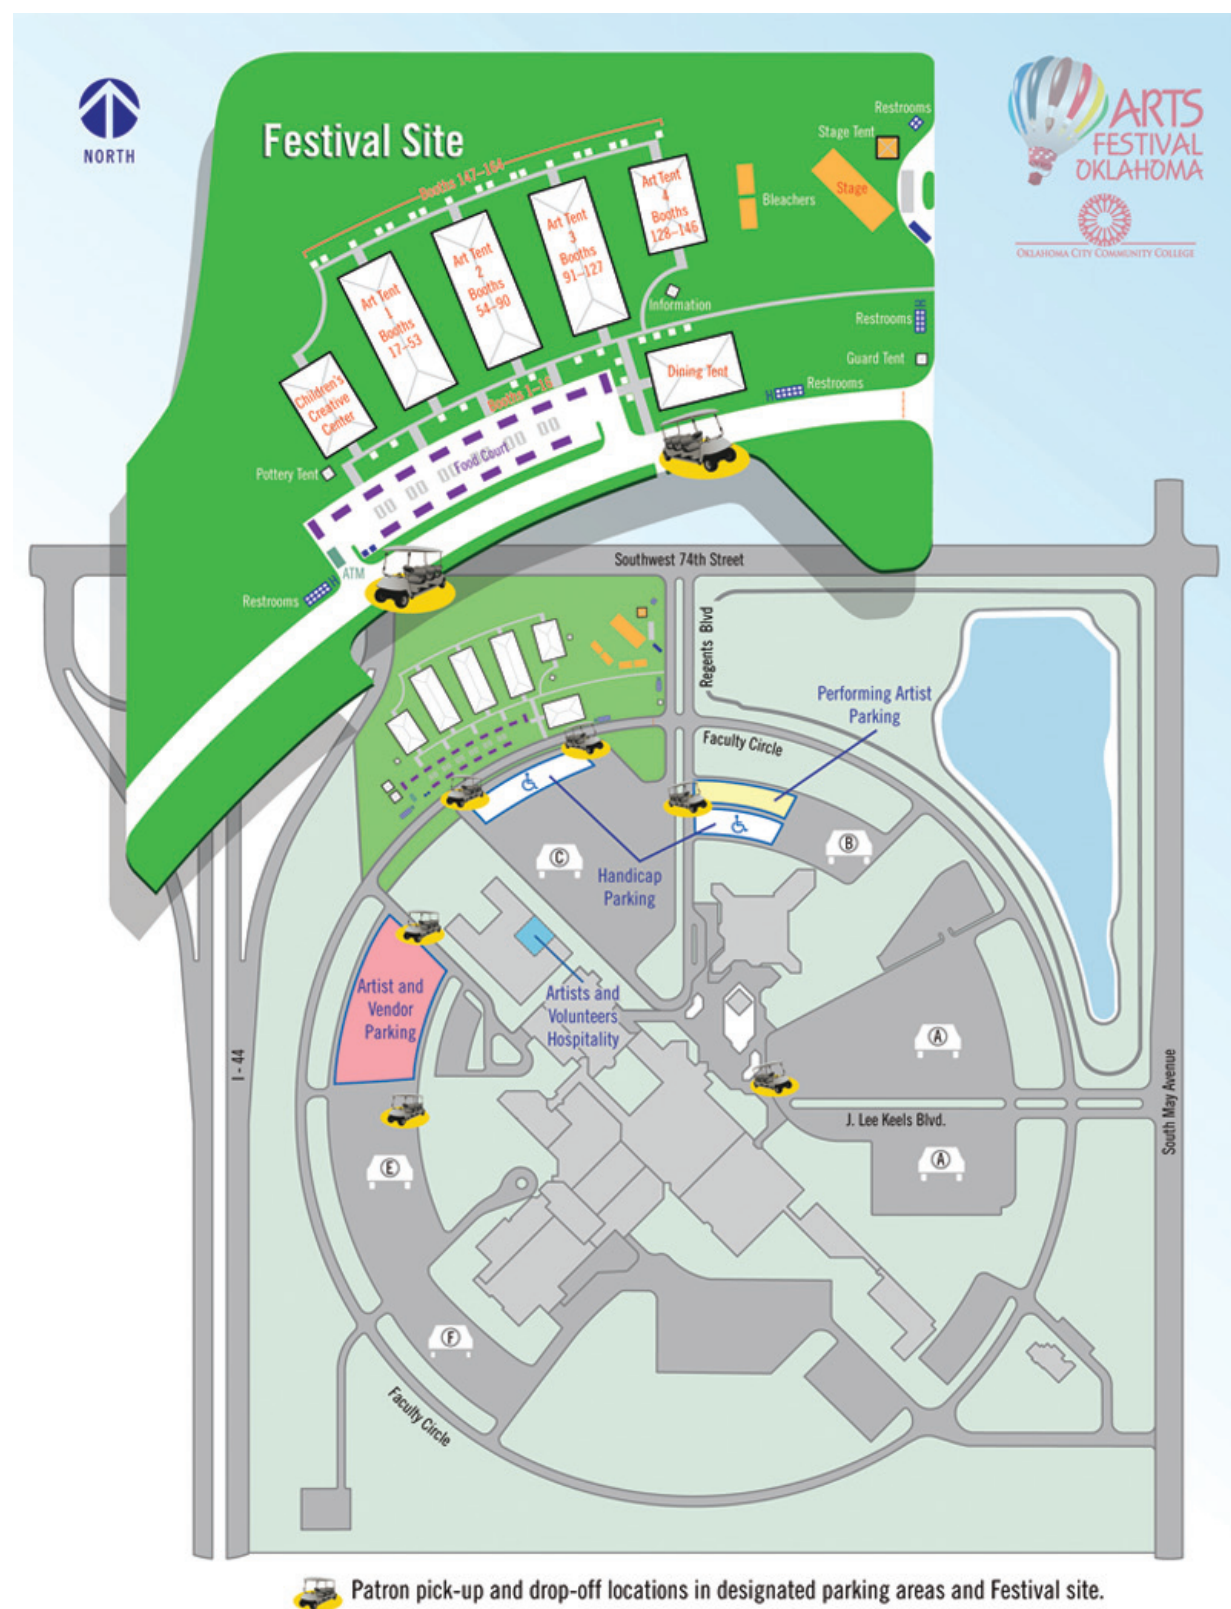 NORTH
Festival Site
Booths 147–164
Restrooms
Stage Tent
Stage
Bleachers
ARTS
FESTIVAL
OKLAHOMA
OKLAHOMA CITY COMMUNITY COLLEGE
Art Tent
4
Booths
128–146
Art Tent
3
Booths
91–127
Art Tent
2
Booths
54–90
Art Tent
1
Booths
17–53
Information
Restrooms
H
Guard Tent
Dining Tent
H
Restrooms
Children's
Creative
Center
Booths 1–16
Food Court
Pottery Tent
ATM
H
Restrooms
Southwest 74th Street
Regents Blvd
Performing Artist
Parking
Faculty Circle
B
C
Handicap
Parking
Artist and
Vendor
Parking
Artists and
Volunteers
Hospitality
A
I - 44
South May Avenue
J. Lee Keels Blvd.
A
E
F
Faculty Circle
Patron pick-up and drop-off locations in designated parking areas and Festival site.